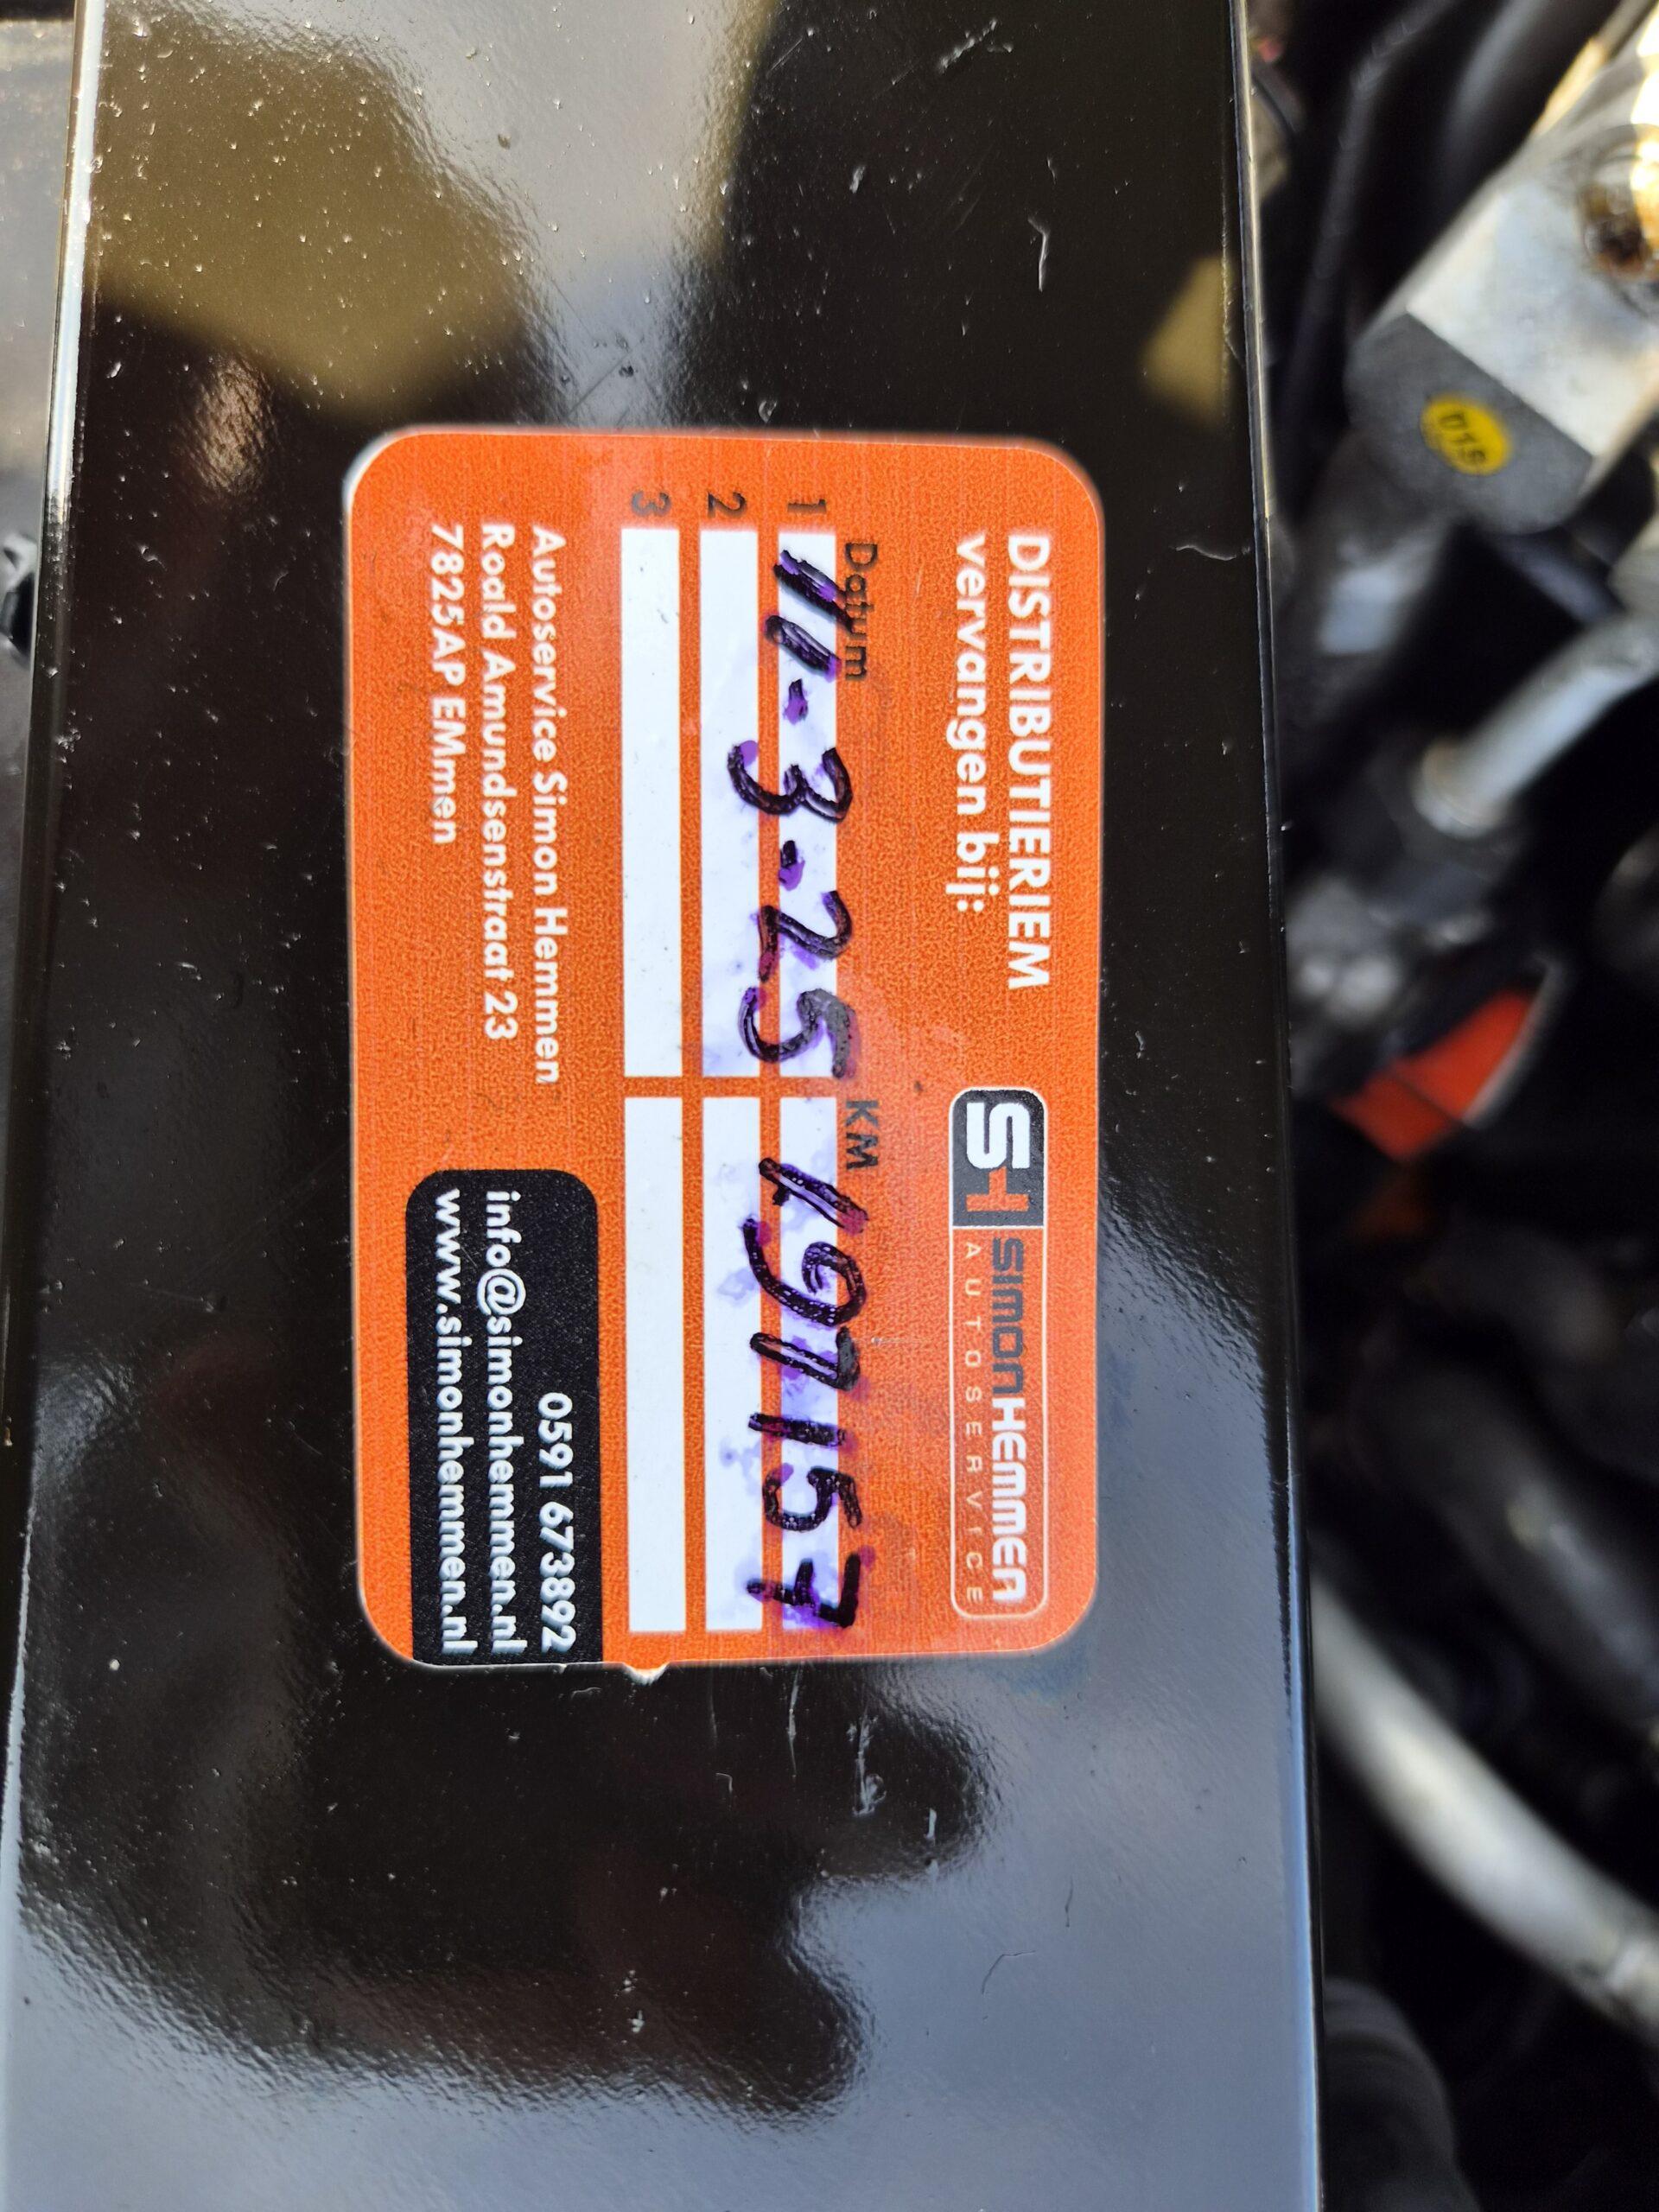 DISTRIBUTIERIEM
vervangen bij:
SH SIMONHEMMEN
AUTOSERVICE
Datum KM
1 11-3-25 197157
2
3
Autoservice Simon Hemmen
Roald Amundsenstraat 23
7825AP EMmen
0591 673892
info@simonhemmen.nl
www.simonhemmen.nl